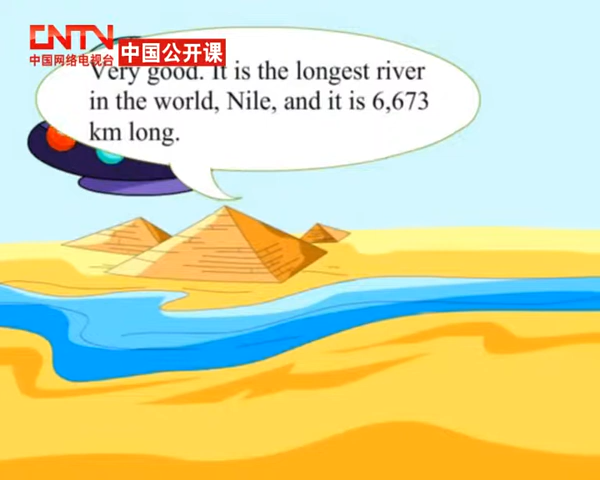 CNTV
中国网络电视台
中国公开课
Very good. It is the longest river
in the world, Nile, and it is 6,673
km long.